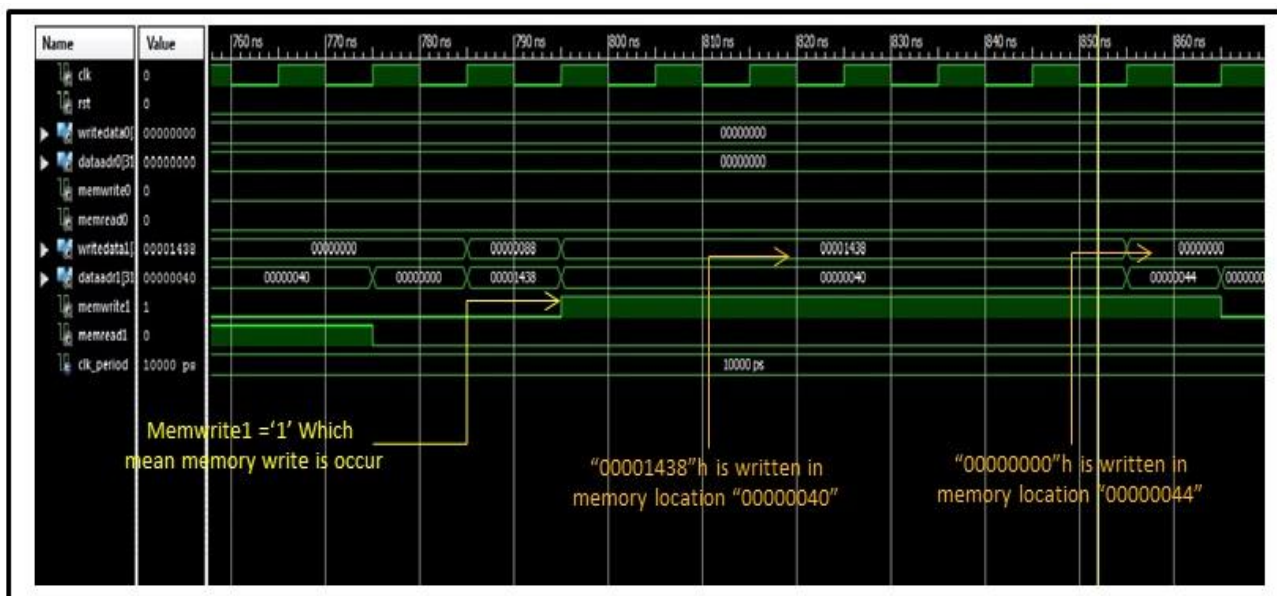 Name Value 760 ns 770 ns 780 ns 790 ns 800 ns 810 ns 820 ns 830 ns 840 ns 850 ns 860 ns
clk 0
rst 0
writedata0[ 00000000 00000000
dataadr0[31 00000000 00000000
memwrite0 0
memread0 0
writedata1[ 00001438 00000000 00000088 00001438 00000000
dataadr1[31 00000040 00000040 00000000 00001438 00000040 00000044 0000000
memwrite1 1
memread1 0
clk_period 10000 ps 10000 ps
Memwrite1 =‘1’ Which
mean memory write is occur
“00001438”h is written in
memory location “00000040”
“00000000”h is written in
memory location “00000044”